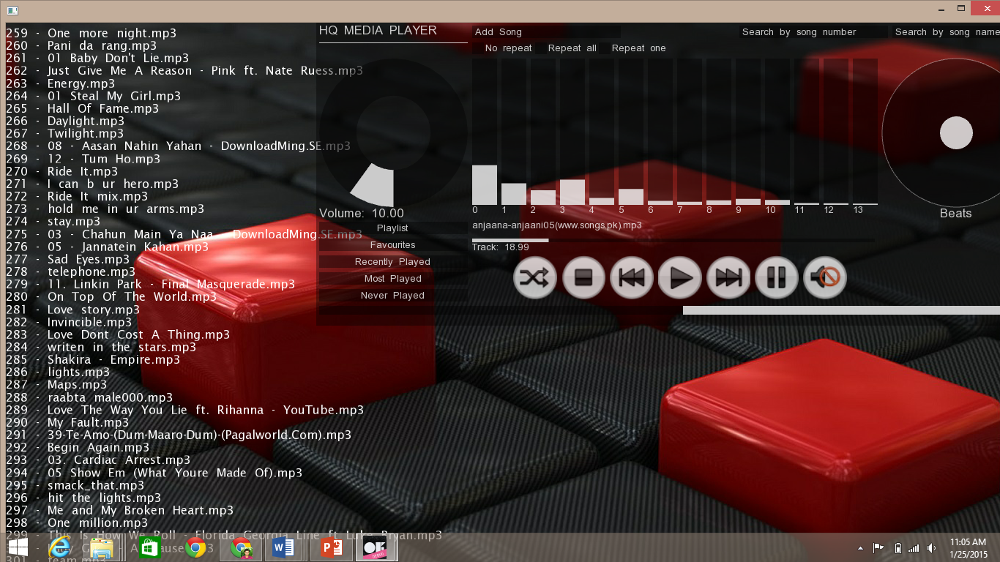 259 - One more night.mp3
260 - Pani da rang.mp3
261 - 01 Baby Don't Lie.mp3
262 - Just Give Me A Reason - Pink ft. Nate Ruess.mp3
263 - Energy.mp3
264 - 01 Steal My Girl.mp3
265 - Hall Of Fame.mp3
266 - Daylight.mp3
267 - Twilight.mp3
268 - 08 - Aasan Nahin Yahan - DownloadMing.SE.mp3
269 - 12 - Tum Ho.mp3
270 - Ride It.mp3
271 - I can b ur hero.mp3
272 - Ride It mix.mp3
273 - hold me in ur arms.mp3
274 - stay.mp3
275 - 03 - Chahun Main Ya Naa - DownloadMing.SE.mp3
276 - 05 - Jannatein Kahan.mp3
277 - Sad Eyes.mp3
278 - telephone.mp3
279 - 11. Linkin Park - Final Masquerade.mp3
280 - On Top Of The World.mp3
281 - Love story.mp3
282 - Invincible.mp3
283 - Love Dont Cost A Thing.mp3
284 - writen in the stars.mp3
285 - Shakira - Empire.mp3
286 - lights.mp3
287 - Maps.mp3
288 - raabta male000.mp3
289 - Love The Way You Lie ft. Rihanna - YouTube.mp3
290 - My Fault.mp3
291 - 39-Te-Amo-(Dum-Maaro-Dum)-(Pagalworld.Com).mp3
292 - Begin Again.mp3
293 - 03. Cardiac Arrest.mp3
294 - 05 Show Em (What Youre Made Of).mp3
295 - smack_that.mp3
296 - hit the lights.mp3
297 - Me and My Broken Heart.mp3
298 - One million.mp3
299 - This Is How We Roll - Florida Georgia Line ft Luke Bryan.mp3
301 - team.mp3
HQ MEDIA PLAYER
Add Song
Search by song number
Search by song name
No repeat
Repeat all
Repeat one
0 1 2 3 4 5 6 7 8 9 10 11 12 13
Beats
Volume: 10.00
anjaana-anjaani05(www.songs.pk).mp3
Track: 18.99
Playlist
Favourites
Recently Played
Most Played
Never Played
DEBUG
11:05 AM
1/25/2015